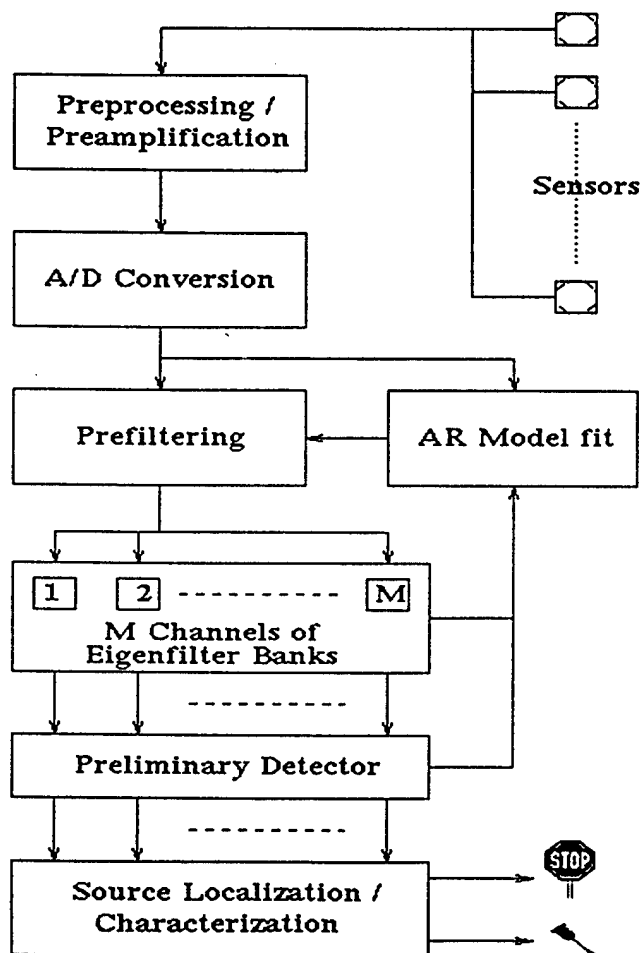 Preprocessing /
Preamplification
Sensors
A/D Conversion
Prefiltering
AR Model fit
1 2 M
M Channels of
Eigenfilter Banks
Preliminary Detector
STOP
Source Localization /
Characterization